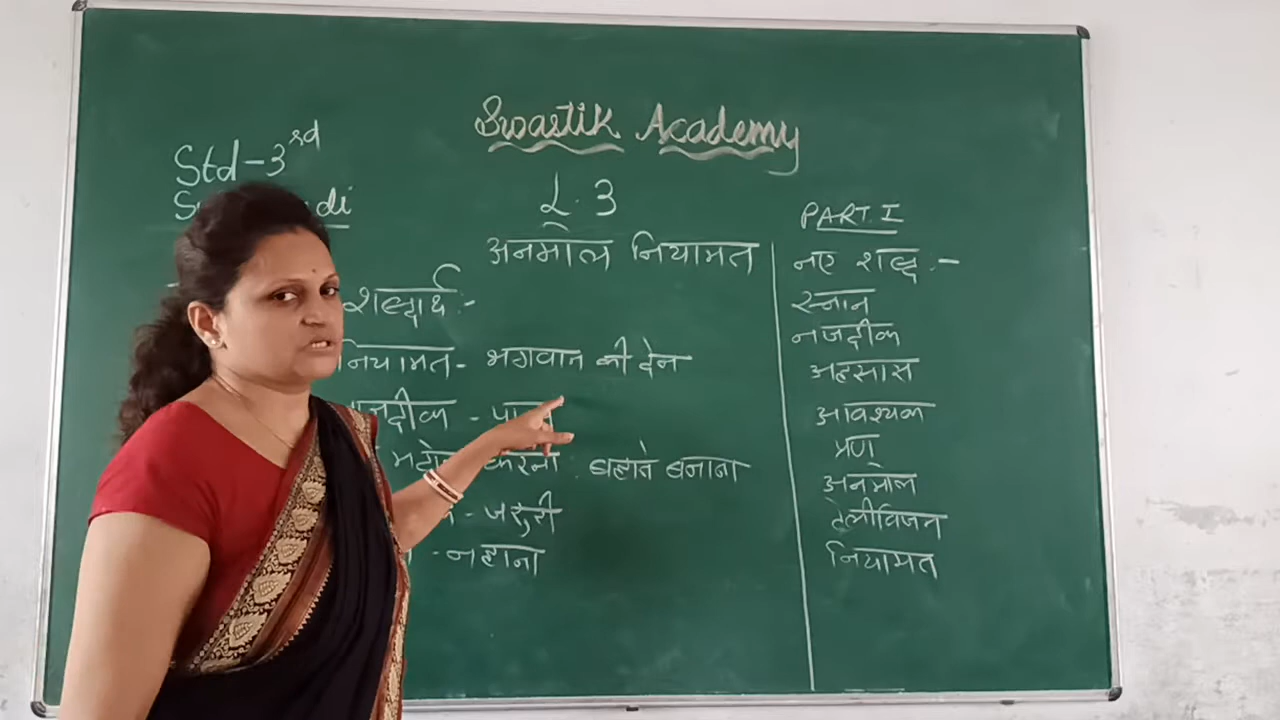 Swastik Academy
Std-3rd
L.3
अनमोल नियामत
शब्दार्थ :-
नियामत - भगवान की देन
करना : बहाने बनाना
- जरुरी
- नहाना
PART. I
नए शब्द :-
स्नान
नजदीक
अहसास
आवश्यक
प्रण
अनमोल
टेलीविजन
नियामत